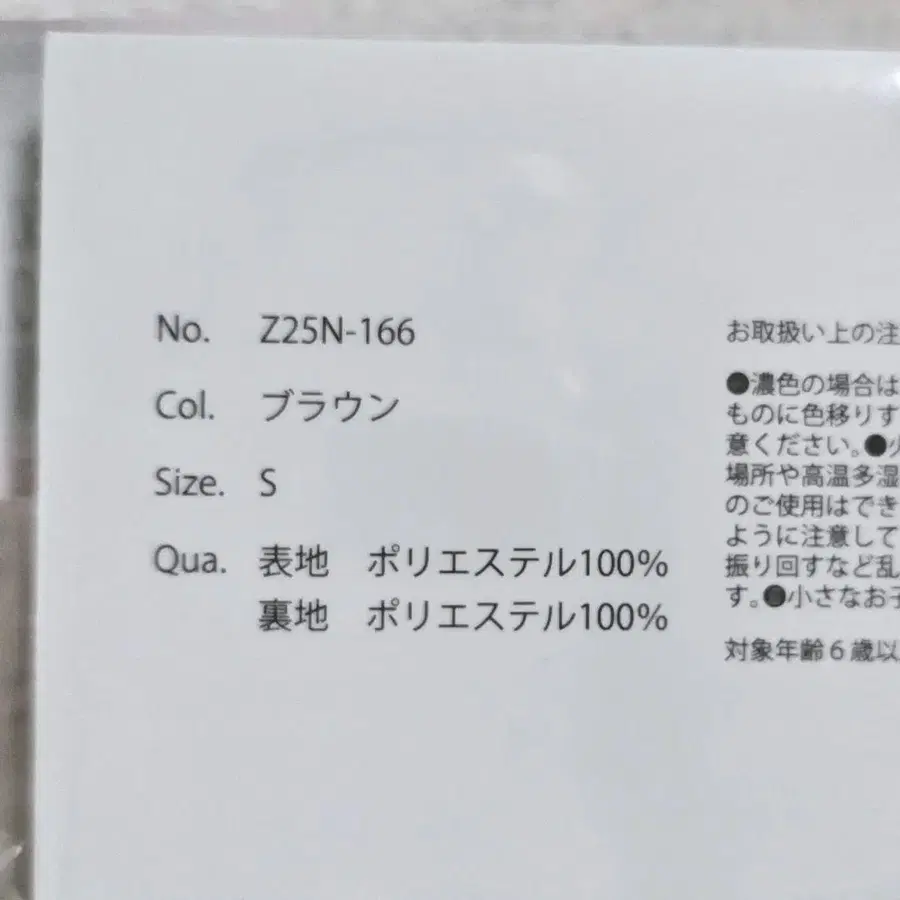 No. Z25N-166
Col. ブラウン
Size. S
Qua. 表地　ポリエステル100%
裏地　ポリエステル100%
お取扱い上の注
●濃色の場合は
ものに色移りす
意ください。●
場所や高温多湿
のご使用はでき
ように注意して
振り回すなど乱
す。●小さなお子
対象年齢６歳以